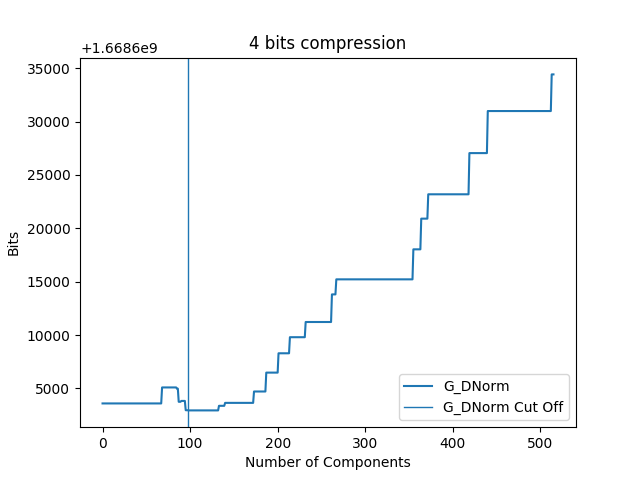 4 bits compression
+1.6686e9
35000
30000
25000
20000
15000
10000
5000
Bits
0 100 200 300 400 500
Number of Components
G_DNorm
G_DNorm Cut Off